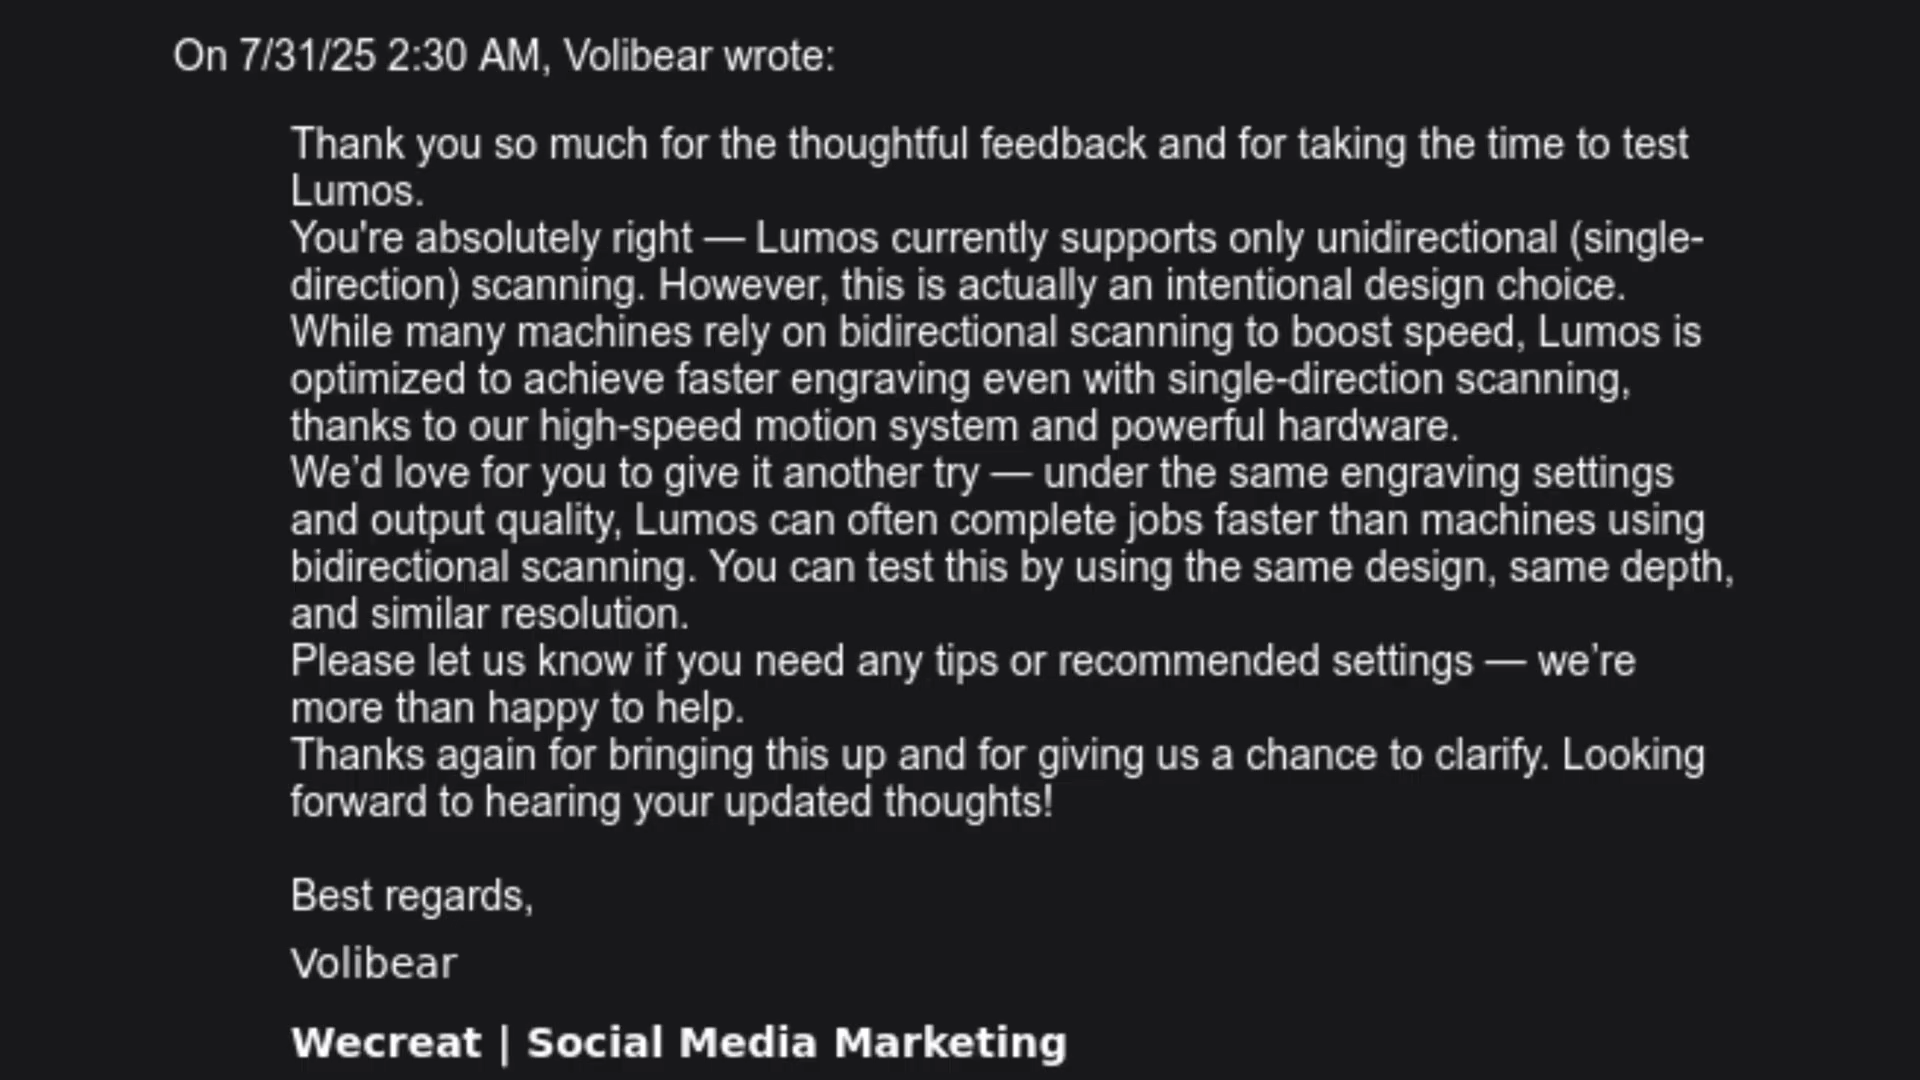 On 7/31/25 2:30 AM, Volibear wrote:
Thank you so much for the thoughtful feedback and for taking the time to test
Lumos.
You're absolutely right — Lumos currently supports only unidirectional (single-
direction) scanning. However, this is actually an intentional design choice.
While many machines rely on bidirectional scanning to boost speed, Lumos is
optimized to achieve faster engraving even with single-direction scanning,
thanks to our high-speed motion system and powerful hardware.
We’d love for you to give it another try — under the same engraving settings
and output quality, Lumos can often complete jobs faster than machines using
bidirectional scanning. You can test this by using the same design, same depth,
and similar resolution.
Please let us know if you need any tips or recommended settings — we’re
more than happy to help.
Thanks again for bringing this up and for giving us a chance to clarify. Looking
forward to hearing your updated thoughts!
Best regards,
Volibear
Wecreat | Social Media Marketing